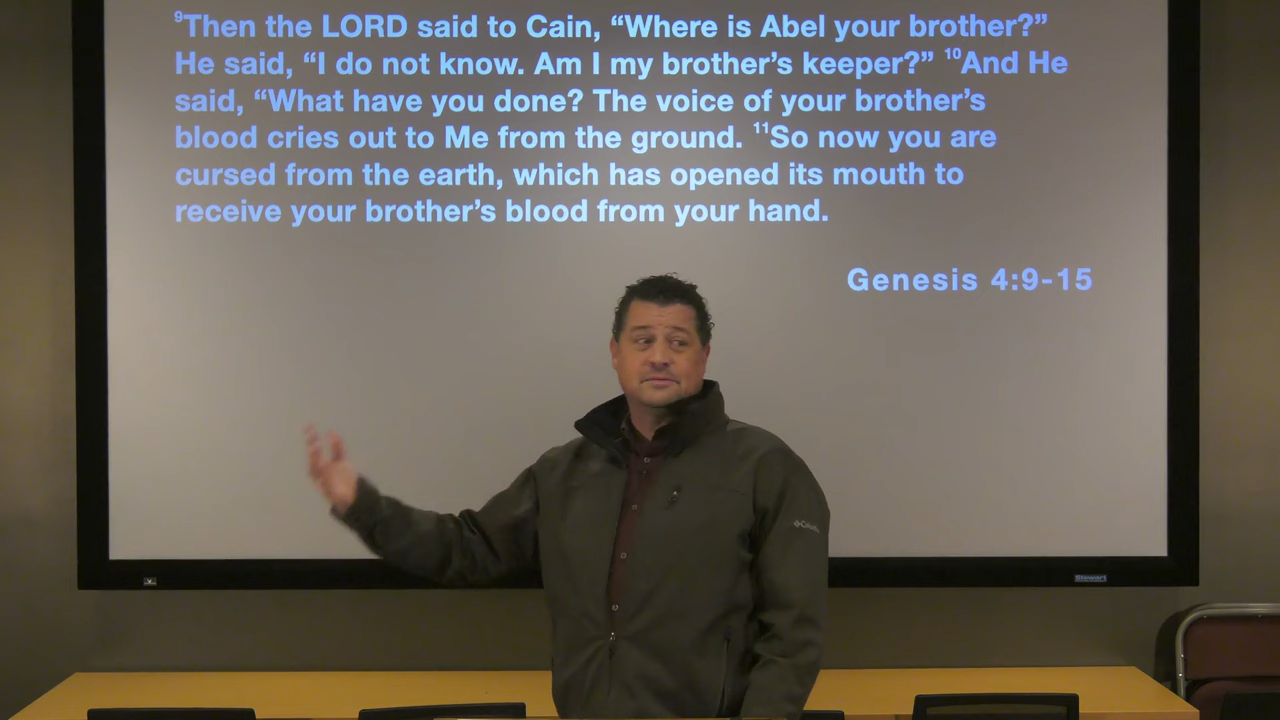 ⁹Then the LORD said to Cain, “Where is Abel your brother?”
He said, “I do not know. Am I my brother’s keeper?” ¹⁰And He
said, “What have you done? The voice of your brother’s
blood cries out to Me from the ground. ¹¹So now you are
cursed from the earth, which has opened its mouth to
receive your brother’s blood from your hand.
Genesis 4:9-15
Columbia
Stewart